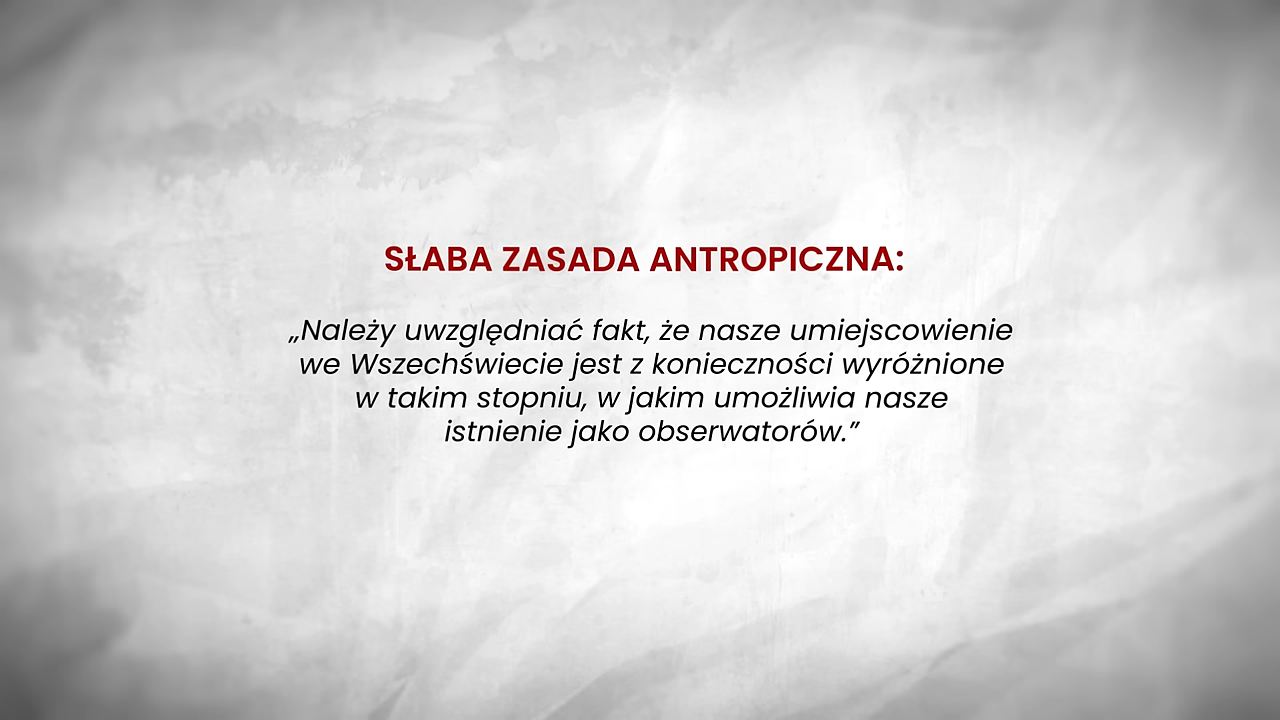 SŁABA ZASADA ANTROPICZNA:
„Należy uwzględniać fakt, że nasze umiejscowienie
we Wszechświecie jest z konieczności wyróżnione
w takim stopniu, w jakim umożliwia nasze
istnienie jako obserwatorów.”